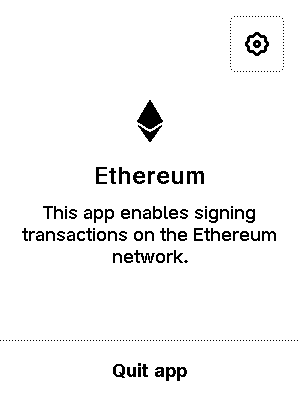 Ethereum
This app enables signing
transactions on the Ethereum
network.
Quit app